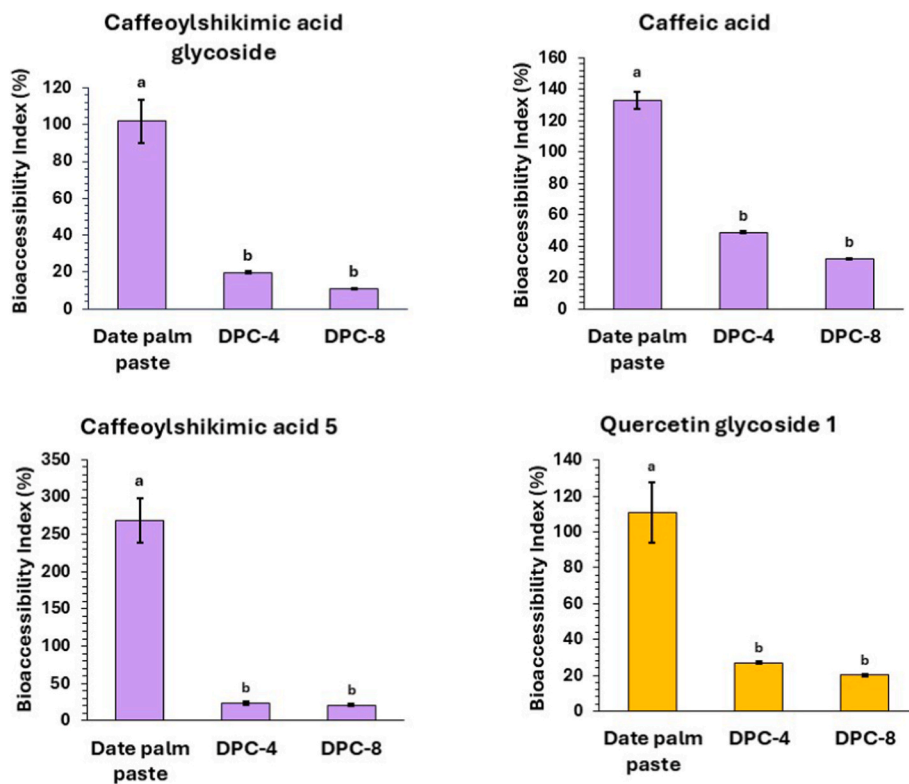 Caffeoylshikimic acid
glycoside
Bioaccessibility Index (%)
120
100
80
60
40
20
0
a
b
b
Date palm
paste
DPC-4
DPC-8
Caffeic acid
Bioaccessibility Index (%)
160
140
120
100
80
60
40
20
0
a
b
b
Date palm
paste
DPC-4
DPC-8
Caffeoylshikimic acid 5
Bioaccessibility Index (%)
350
300
250
200
150
100
50
0
a
b
b
Date palm
paste
DPC-4
DPC-8
Quercetin glycoside 1
Bioaccessibility Index (%)
140
120
100
80
60
40
20
0
a
b
b
Date palm
paste
DPC-4
DPC-8